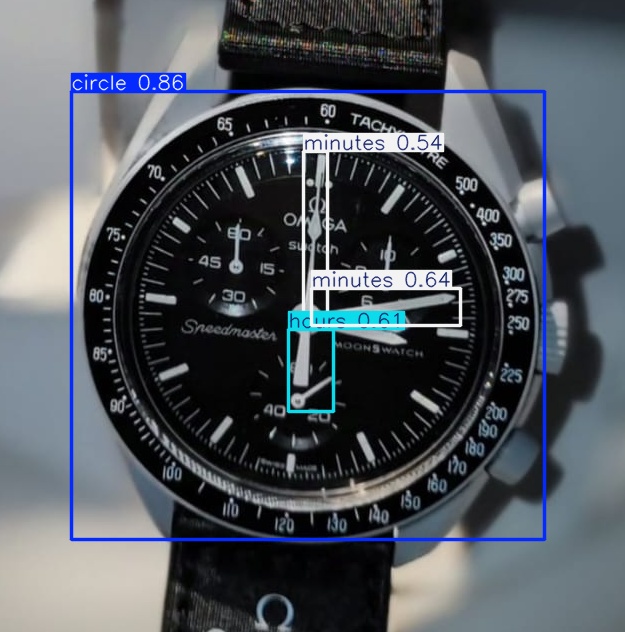 circle 0.86
minutes 0.54
minutes 0.64
hours 0.61
60
TACHYMETRE
65
70
75
80
85
90
100
110
120
130
140
150
160
170
180
190
200
225
250
275
300
350
400
500
Ω
OMEGA
swatch
60
45 15
30
10
Speedmaster
MOONSWATCH
40 20
SWISS MADE
Ω